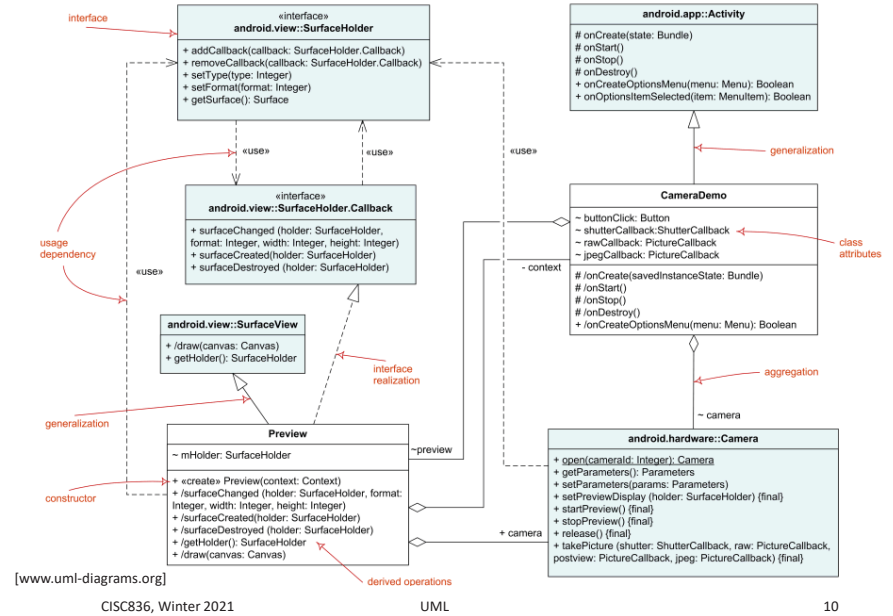 interface
«interface»
android.view::SurfaceHolder
+ addCallback(callback: SurfaceHolder.Callback)
+ removeCallback(callback: SurfaceHolder.Callback)
+ setType(type: Integer)
+ setFormat(format: Integer)
+ getSurface(): Surface
android.app::Activity
# onCreate(state: Bundle)
# onStart()
# onStop()
# onDestroy()
+ onCreateOptionsMenu(menu: Menu): Boolean
+ onOptionsItemSelected(item: MenuItem): Boolean
«use»
«use»
«use»
generalization
«interface»
android.view::SurfaceHolder.Callback
+ surfaceChanged (holder: SurfaceHolder,
format: Integer, width: Integer, height: Integer)
+ surfaceCreated(holder: SurfaceHolder)
+ surfaceDestroyed (holder: SurfaceHolder)
CameraDemo
~ buttonClick: Button
~ shutterCallback:ShutterCallback
~ rawCallback: PictureCallback
~ jpegCallback: PictureCallback
# /onCreate(savedInstanceState: Bundle)
# /onStart()
# /onStop()
# /onDestroy()
+ /onCreateOptionsMenu(menu: Menu): Boolean
class
attributes
usage
dependency
«use»
- context
android.view::SurfaceView
+ /draw(canvas: Canvas)
+ getHolder(): SurfaceHolder
interface
realization
aggregation
generalization
~ camera
Preview
~ mHolder: SurfaceHolder
+ «create» Preview(context: Context)
+ /surfaceChanged (holder: SurfaceHolder, format:
Integer, width: Integer, height: Integer)
+ /surfaceCreated(holder: SurfaceHolder)
+ /surfaceDestroyed (holder: SurfaceHolder)
+ /getHolder(): SurfaceHolder
+ /draw(canvas: Canvas)
~preview
android.hardware::Camera
+ open(cameraId: Integer): Camera
+ getParameters(): Parameters
+ setParameters(params: Parameters)
+ setPreviewDisplay (holder: SurfaceHolder) {final}
+ startPreview() {final}
+ stopPreview() {final}
+ release() {final}
+ takePicture (shutter: ShutterCallback, raw: PictureCallback,
postview: PictureCallback, jpeg: PictureCallback) {final}
constructor
+ camera
derived operations
[www.uml-diagrams.org]
CISC836, Winter 2021
UML
10